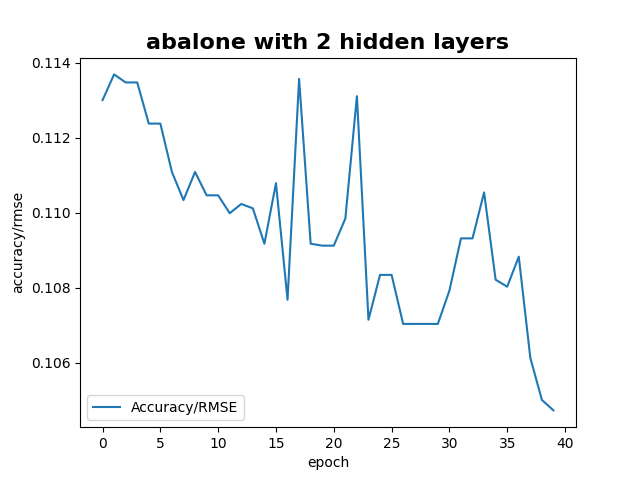 abalone with 2 hidden layers
0.114
0.112
0.110
0.108
0.106
accuracy/rmse
Accuracy/RMSE
0 5 10 15 20 25 30 35 40
epoch